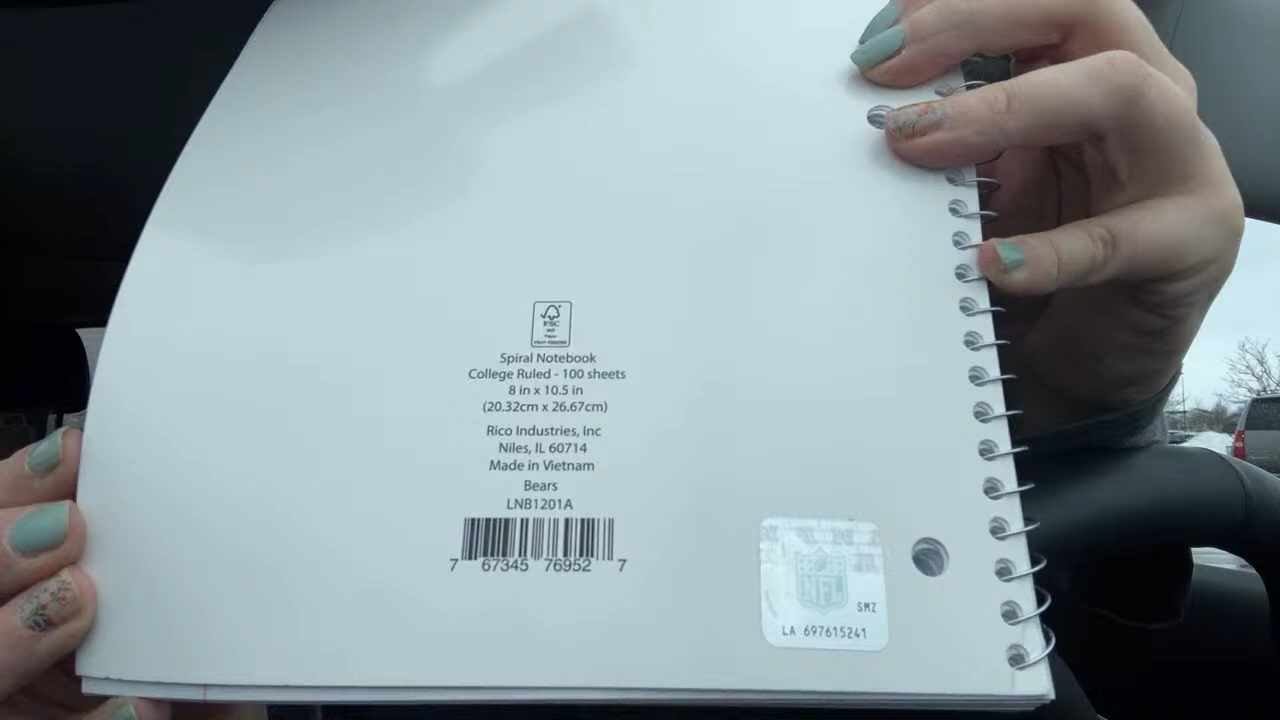 FSC
Spiral Notebook
College Ruled - 100 sheets
8 in x 10.5 in
(20.32cm x 26.67cm)
Rico Industries, Inc
Niles, IL 60714
Made in Vietnam
Bears
LNB1201A
7 67345 76952 7
NFL
SMZ
LA 697615241